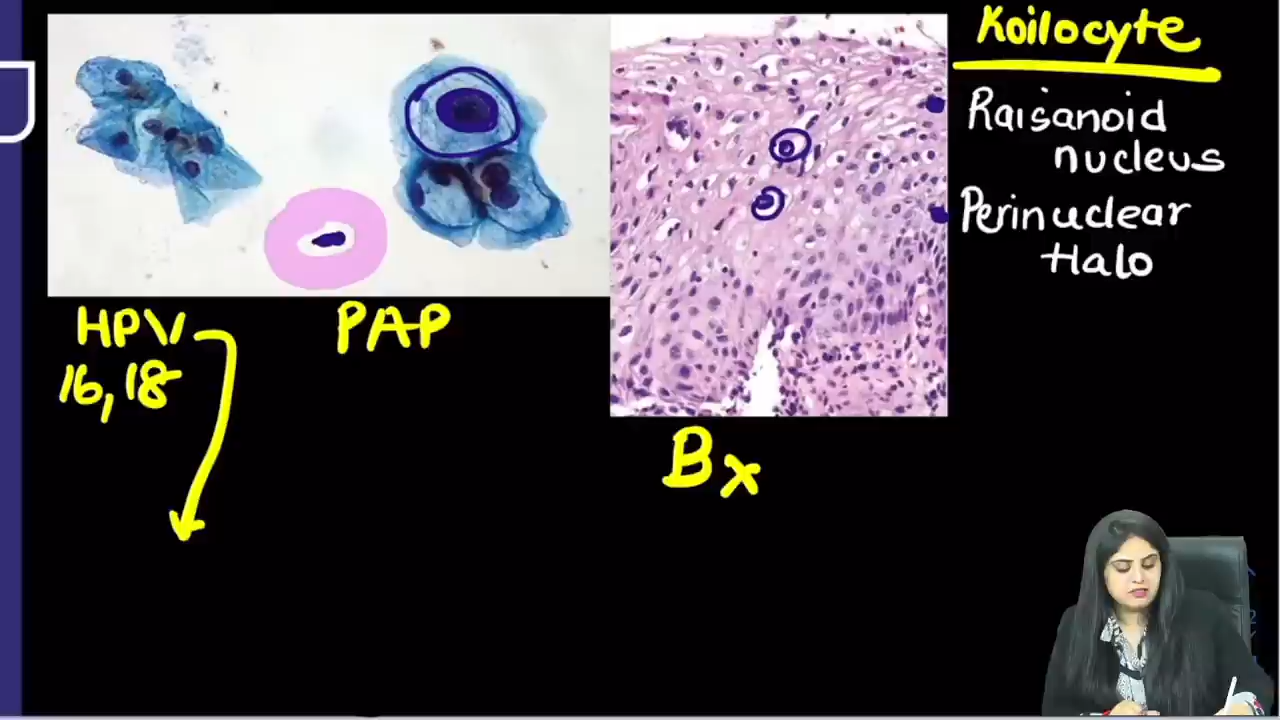 Koilocyte
Raisanoid
nucleus
Perinuclear
Halo
HPV
16, 18
PAP
Bx